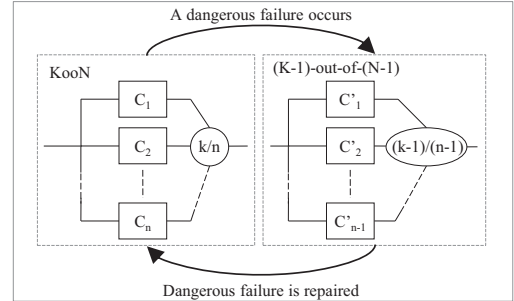 A dangerous failure occurs
KooN
(K-1)-out-of-(N-1)
C₁
C₂
Cₙ
k/n
C'₁
C'₂
C'ₙ₋₁
(k-1)/(n-1)
Dangerous failure is repaired